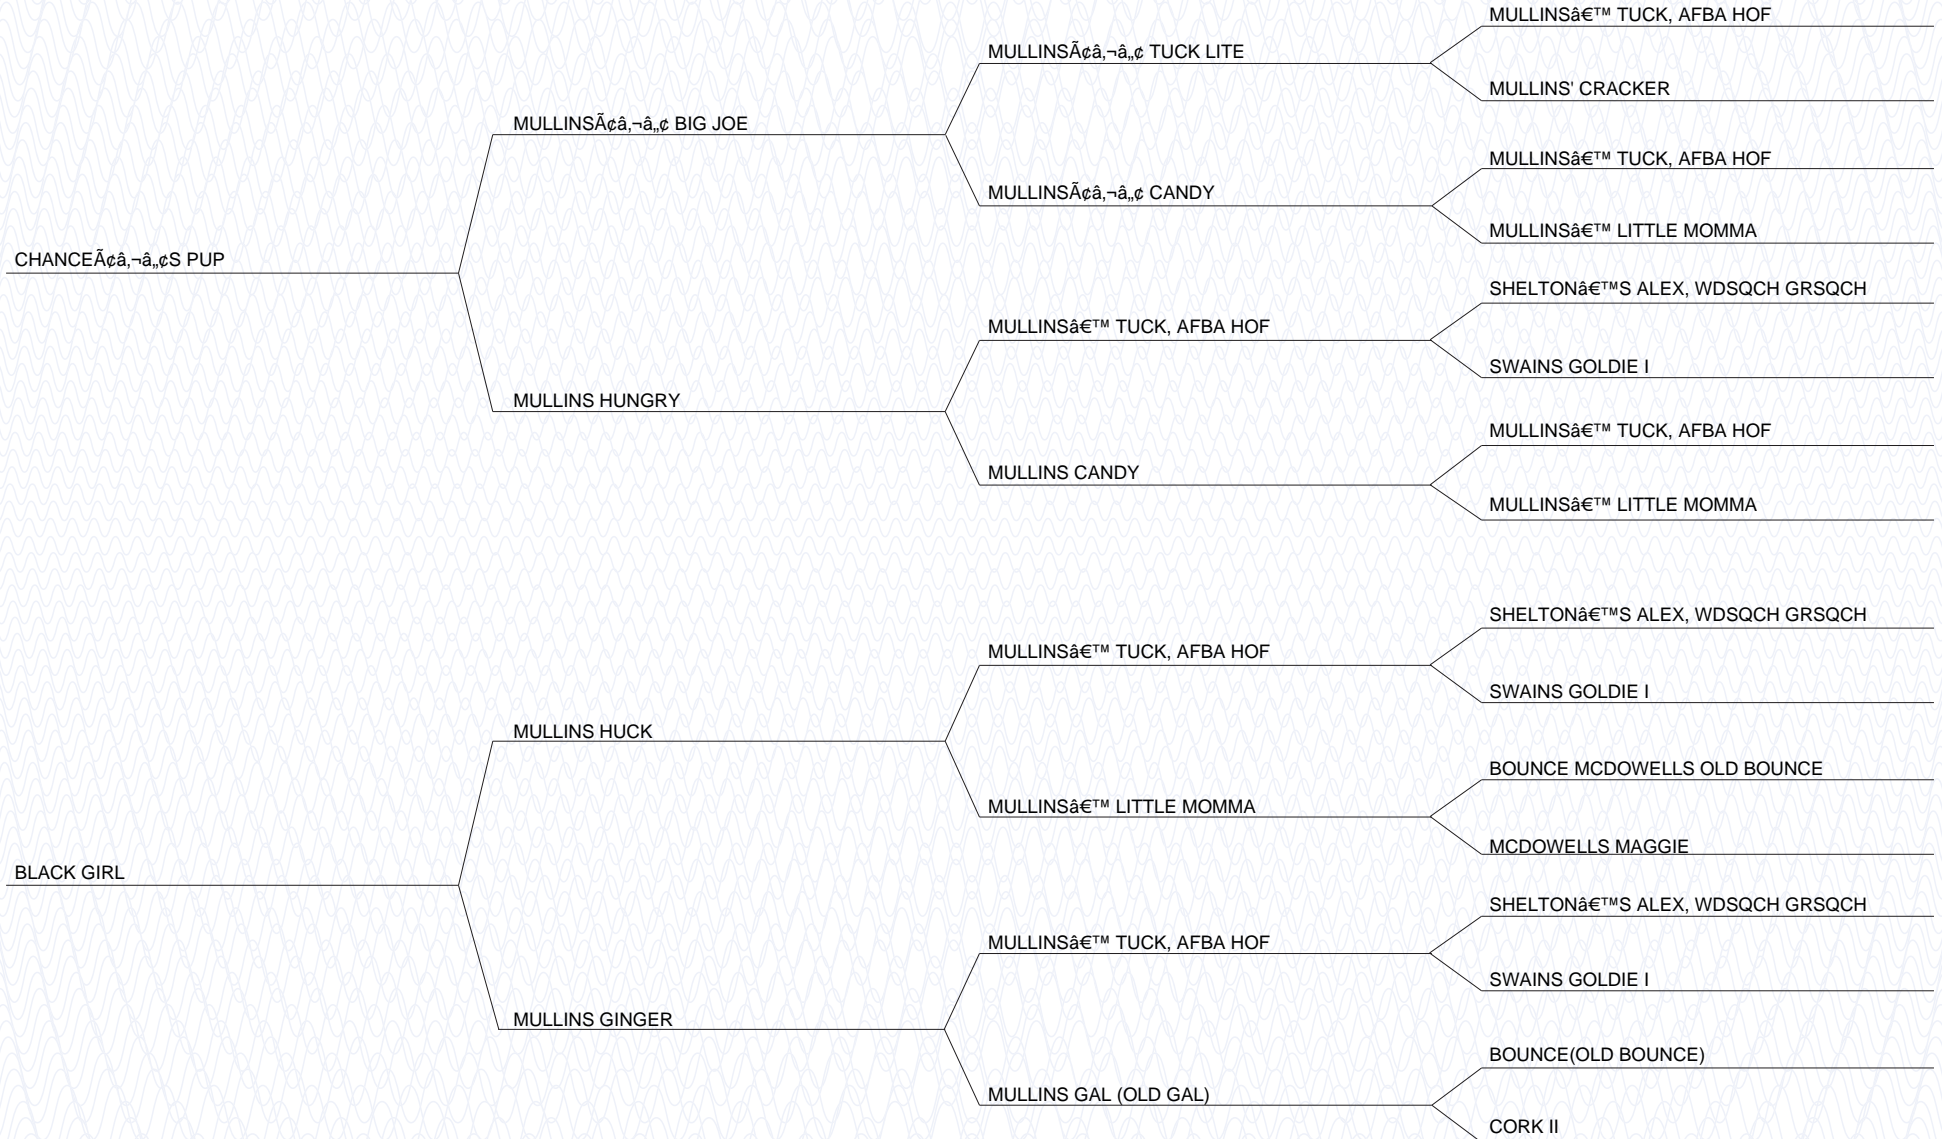 MULLINSâ€™ TUCK, AFBA HOF
MULLINSÃ¢â‚¬â„¢ TUCK LITE
MULLINS' CRACKER
MULLINSÃ¢â‚¬â„¢ BIG JOE
MULLINSâ€™ TUCK, AFBA HOF
MULLINSÃ¢â‚¬â„¢ CANDY
MULLINSâ€™ LITTLE MOMMA
CHANCEÃ¢â‚¬â„¢S PUP
SHELTONâ€™S ALEX, WDSQCH GRSQCH
MULLINSâ€™ TUCK, AFBA HOF
SWAINS GOLDIE I
MULLINS HUNGRY
MULLINSâ€™ TUCK, AFBA HOF
MULLINS CANDY
MULLINSâ€™ LITTLE MOMMA
SHELTONâ€™S ALEX, WDSQCH GRSQCH
MULLINSâ€™ TUCK, AFBA HOF
SWAINS GOLDIE I
MULLINS HUCK
BOUNCE MCDOWELLS OLD BOUNCE
MULLINSâ€™ LITTLE MOMMA
MCDOWELLS MAGGIE
BLACK GIRL
SHELTONâ€™S ALEX, WDSQCH GRSQCH
MULLINSâ€™ TUCK, AFBA HOF
SWAINS GOLDIE I
MULLINS GINGER
BOUNCE(OLD BOUNCE)
MULLINS GAL (OLD GAL)
CORK II